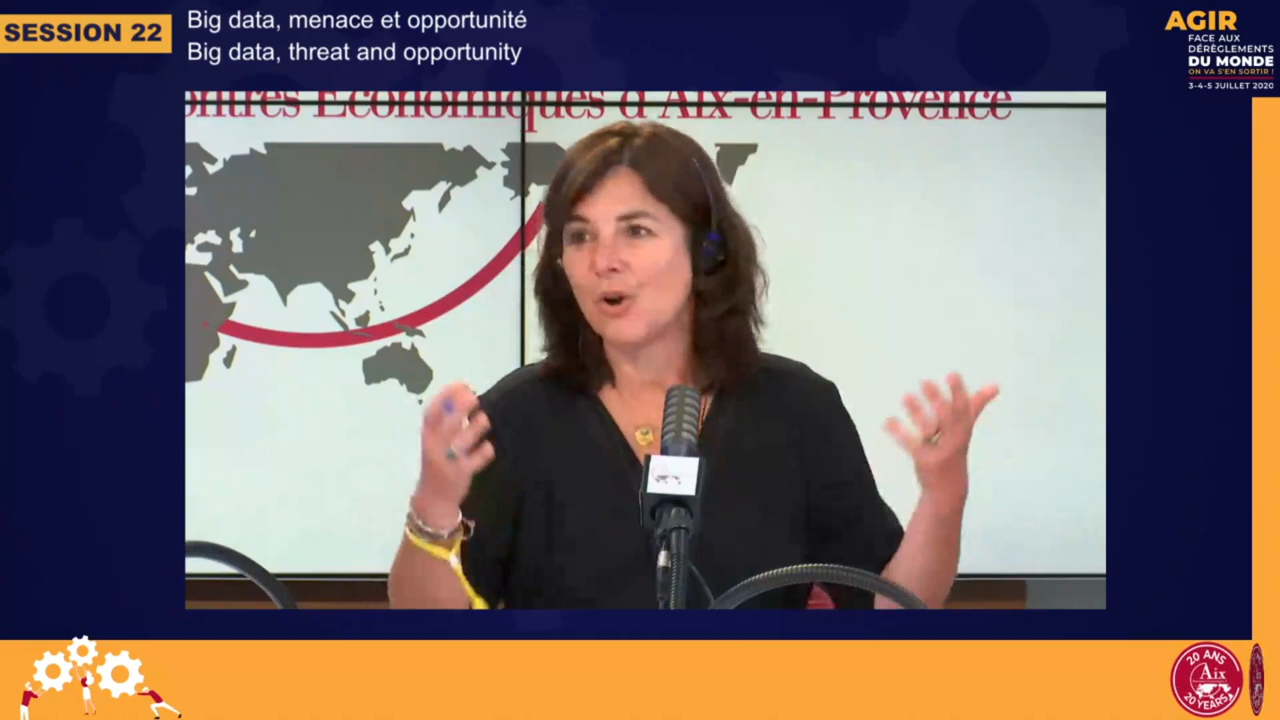 SESSION 22
Big data, menace et opportunité
Big data, threat and opportunity
AGIR
FACE AUX
DÉRÈGLEMENTS
DU MONDE
ON VA S'EN SORTIR !
3-4-5 JUILLET 2020
ontres Économiques d'Aix-en-Provence
20 ANS
Aix
20 YEARS